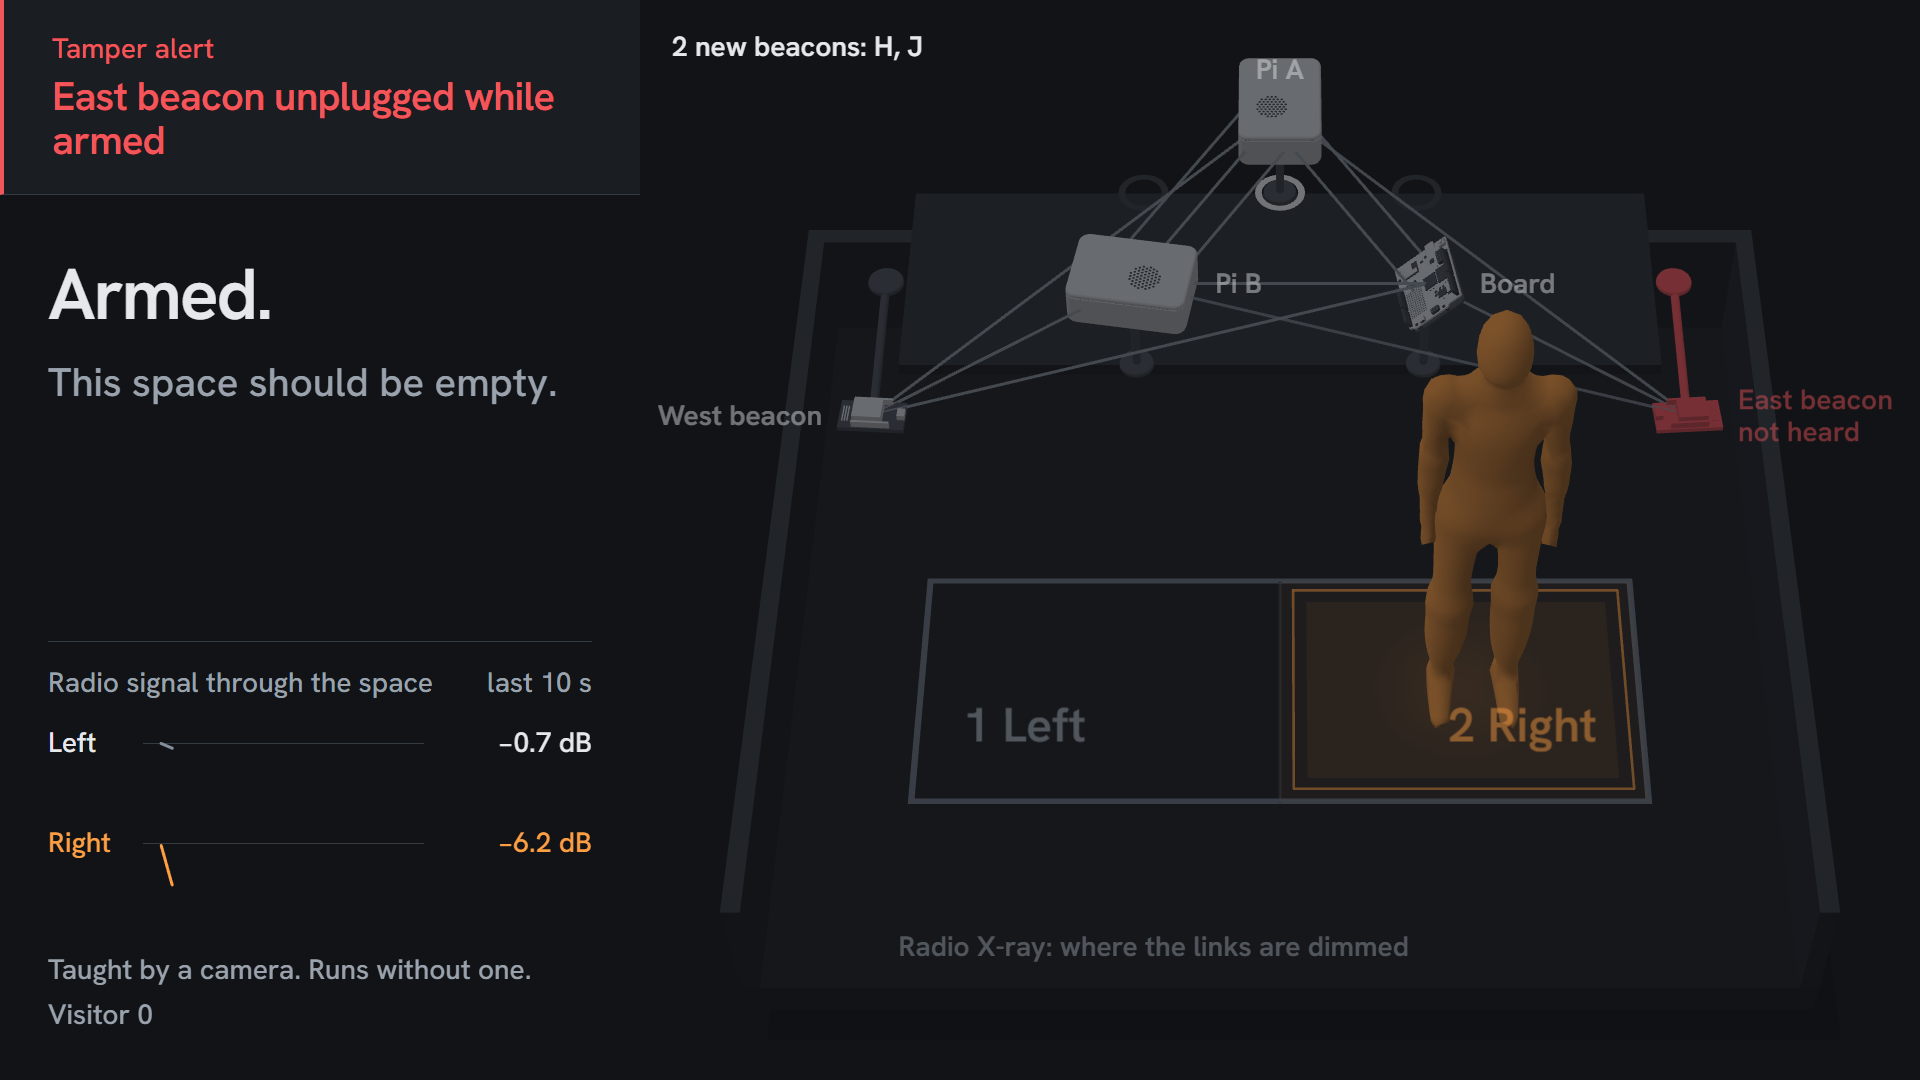 Tamper alert
East beacon unplugged while
armed
Armed.
This space should be empty.
Radio signal through the space last 10 s
Left −0.7 dB
Right −6.2 dB
Taught by a camera. Runs without one.
Visitor 0
2 new beacons: H, J
Pi A
Pi B
Board
West beacon
East beacon
not heard
1 Left
2 Right
Radio X-ray: where the links are dimmed